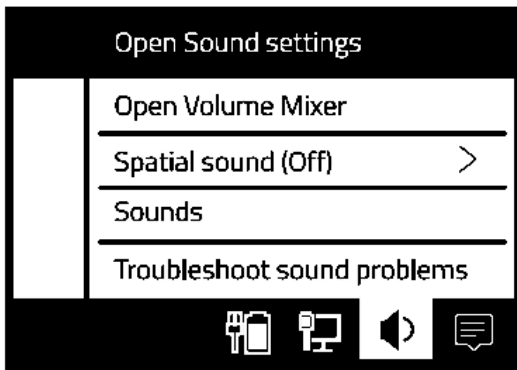 Open Sound settings
Open Volume Mixer
Spatial sound (Off)
Sounds
Troubleshoot sound problems